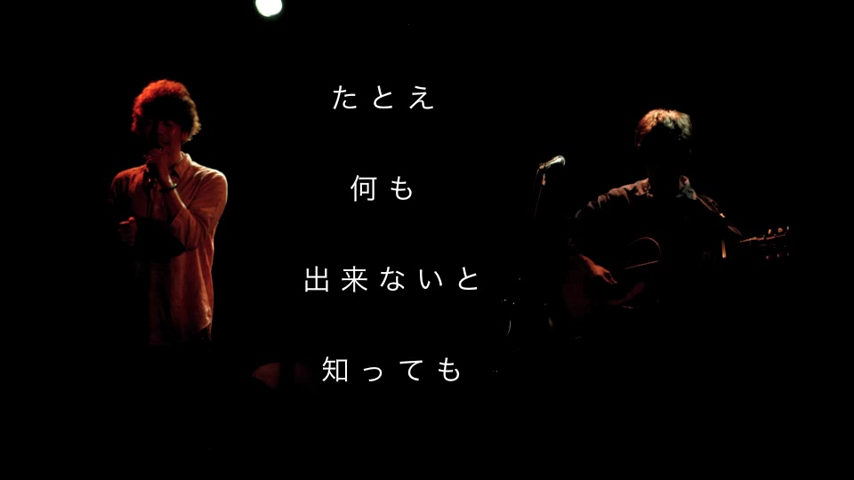 たとえ
何も
出来ないと
知っても